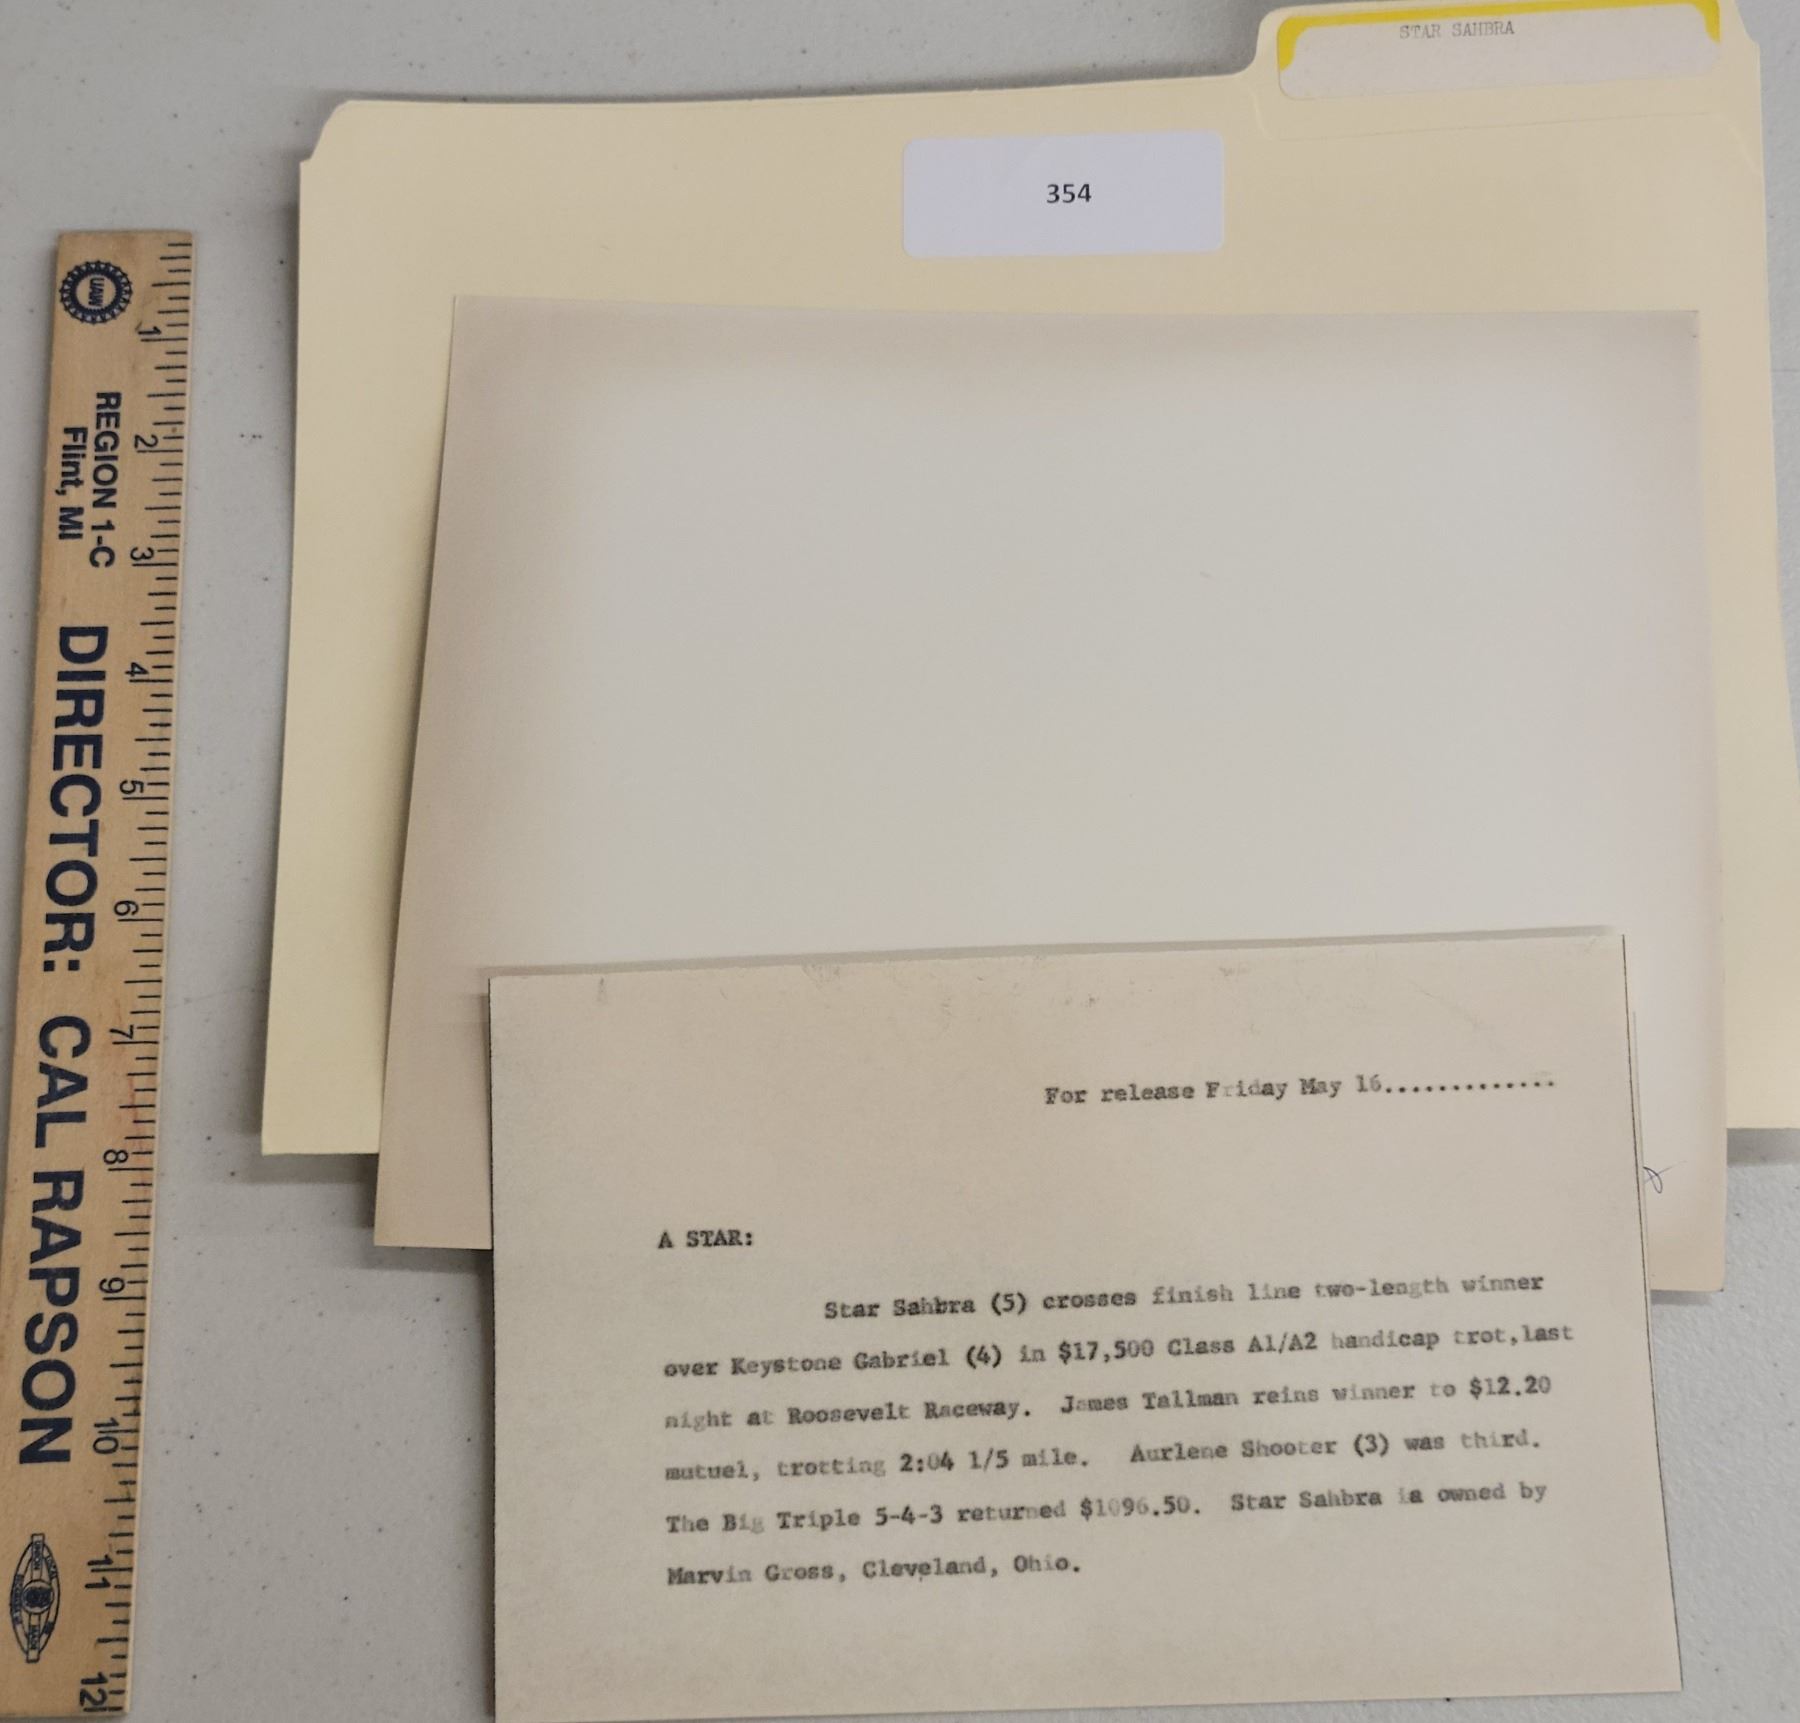 STAR SAHBRA
354
UAW
REGION 1-C
Flint, MI
DIRECTOR: CAL RAPSON
1
2
3
4
5
6
7
8
9
10
11
12
For release Friday May 16.............
A STAR:
Star Sahbra (5) crosses finish line two-length winner
over Keystone Gabriel (4) in $17,500 Class A1/A2 handicap trot,last
night at Roosevelt Raceway. James Tallman reins winner to $12.20
mutuel, trotting 2:04 1/5 mile. Aurlene Shooter (3) was third.
The Big Triple 5-4-3 returned $1096.50. Star Sahbra ia owned by
Marvin Gross, Cleveland, Ohio.